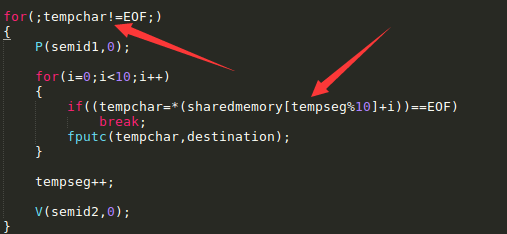 for(;tempchar!=EOF;)
{
P(semid1,0);
for(i=0;i<10;i++)
{
if((tempchar=*(sharedmemory[tempseg%10]+i))==EOF)
break;
fputc(tempchar,destination);
}
tempseg++;
V(semid2,0);
}